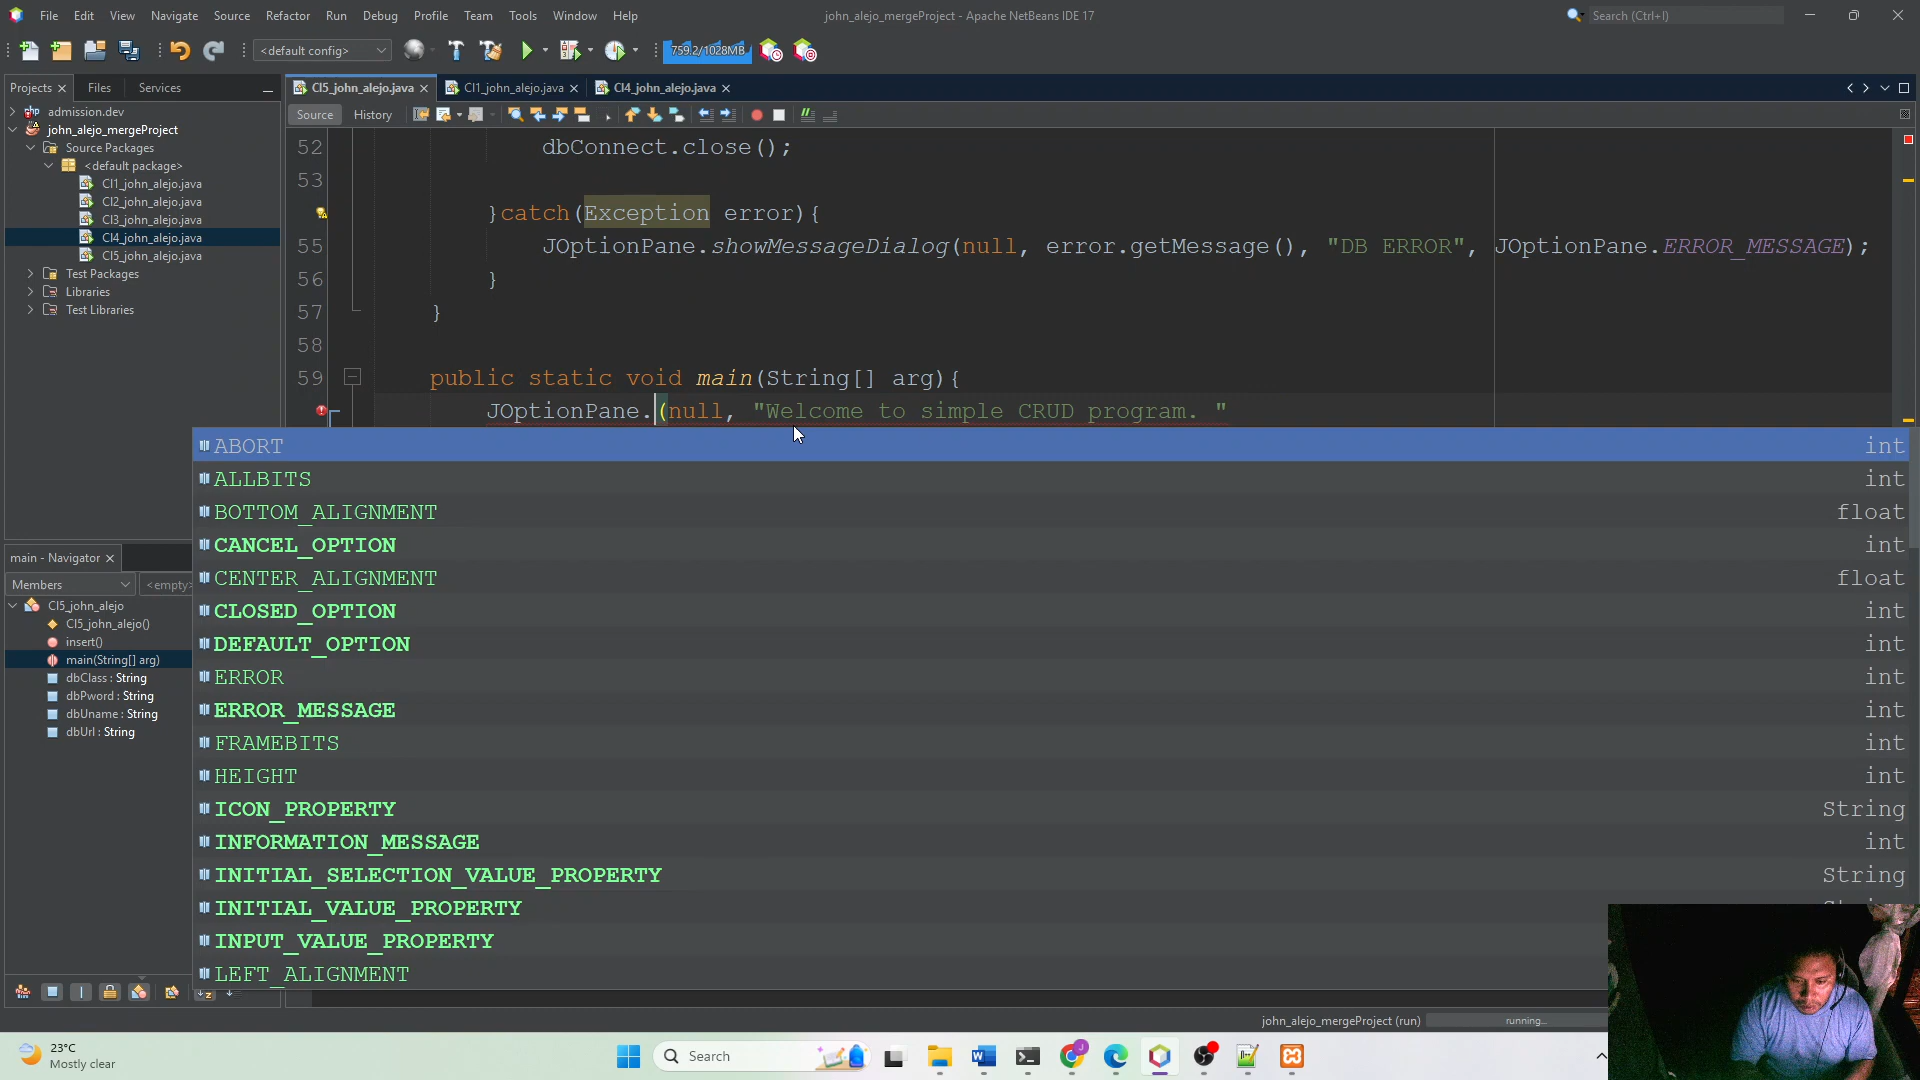 File Edit View Navigate Source Refactor Run Debug Profile Team Tools Window Help
john_alejo_mergeProject - Apache NetBeans IDE 17
Search (Ctrl+I)
<default config>
759.2/1028MB
Projects Files Services
CI5_john_alejo.java CI1_john_alejo.java CI4_john_alejo.java
Source History
admission.dev
john_alejo_mergeProject
Source Packages
<default package>
CI1_john_alejo.java
CI2_john_alejo.java
CI3_john_alejo.java
CI4_john_alejo.java
CI5_john_alejo.java
Test Packages
Libraries
Test Libraries
52 dbConnect.close();
53
}catch(Exception error){
55 JOptionPane.showMessageDialog(null, error.getMessage(), "DB ERROR", JOptionPane.ERROR_MESSAGE);
56 }
57 }
58
59 public static void main(String[] arg){
JOptionPane.(null, "Welcome to simple CRUD program. "
ABORT int
ALLBITS int
BOTTOM_ALIGNMENT float
CANCEL_OPTION int
CENTER_ALIGNMENT float
CLOSED_OPTION int
DEFAULT_OPTION int
ERROR int
ERROR_MESSAGE int
FRAMEBITS int
HEIGHT int
ICON_PROPERTY String
INFORMATION_MESSAGE int
INITIAL_SELECTION_VALUE_PROPERTY String
INITIAL_VALUE_PROPERTY
INPUT_VALUE_PROPERTY
LEFT_ALIGNMENT
main - Navigator
Members <empty>
CI5_john_alejo
CI5_john_alejo()
insert()
main(String[] arg)
dbClass : String
dbPword : String
dbUname : String
dbUrl : String
john_alejo_mergeProject (run) running...
23°C
Mostly clear
Search